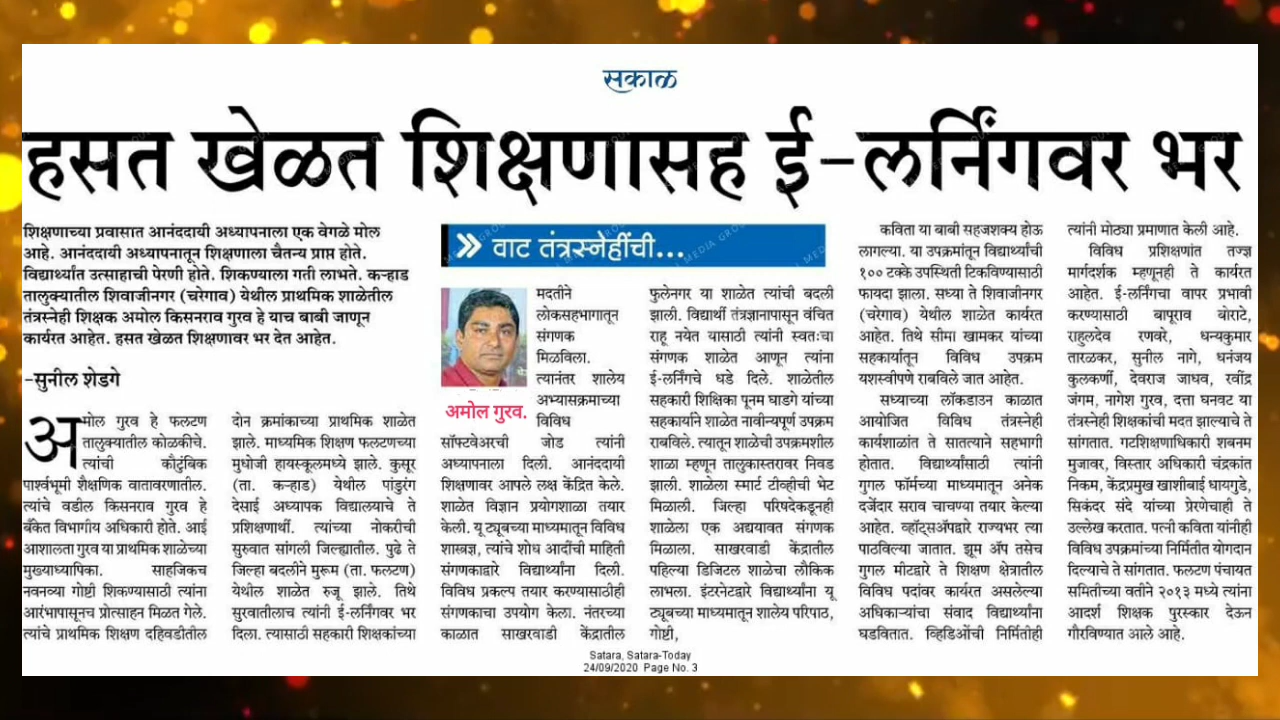 सकाळ
हसत खेळत शिक्षणासह ई-लर्निंगवर भर
शिक्षणाच्या प्रवासात आनंददायी अध्यापनाला एक वेगळे मोल
आहे. आनंददायी अध्यापनातून शिक्षणाला चैतन्य प्राप्त होते.
विद्यार्थ्यांत उत्साहाची पेरणी होते. शिकण्याला गती लाभते. कऱ्हाड
तालुक्यातील शिवाजीनगर (चरेगाव) येथील प्राथमिक शाळेतील
तंत्रस्नेही शिक्षक अमोल किसनराव गुरव हे याच बाबी जाणून
कार्यरत आहेत. हसत खेळत शिक्षणावर भर देत आहेत.
-सुनील शेडगे
अमोल गुरव हे फलटण
तालुक्यातील कोळकीचे.
त्यांची कौटुंबिक
पार्श्वभूमी शैक्षणिक वातावरणातील.
त्यांचे वडील किसनराव गुरव हे
बँकेत विभागीय अधिकारी होते. आई
आशालता गुरव या प्राथमिक शाळेच्या
मुख्याध्यापिका. साहजिकच
नवनव्या गोष्टी शिकण्यासाठी त्यांना
आरंभापासूनच प्रोत्साहन मिळत गेले.
त्यांचे प्राथमिक शिक्षण दहिवडीतील
दोन क्रमांकाच्या प्राथमिक शाळेत
झाले. माध्यमिक शिक्षण फलटणच्या
मुधोजी हायस्कूलमध्ये झाले. कुसूर
(ता. कऱ्हाड) येथील पांडुरंग
देसाई अध्यापक विद्यालयाचे ते
प्रशिक्षणार्थी. त्यांच्या नोकरीची
सुरुवात सांगली जिल्ह्यातील. पुढे ते
जिल्हा बदलीने मुरूम (ता. फलटण)
येथील शाळेत रुजू झाले. तिथे
सुरवातीलाच त्यांनी ई-लर्निंगवर भर
दिला. त्यासाठी सहकारी शिक्षकांच्या
» वाट तंत्रस्नेहींची...
अमोल गुरव.
मदतीने
लोकसहभागातून
संगणक
मिळविला.
त्यानंतर शालेय
अभ्यासक्रमाच्या
विविध
सॉफ्टवेअरची जोड त्यांनी
अध्यापनाला दिली. आनंददायी
शिक्षणावर आपले लक्ष केंद्रित केले.
शाळेत विज्ञान प्रयोगशाळा तयार
केली. यू ट्यूबच्या माध्यमातून विविध
शास्त्रज्ञ, त्यांचे शोध आदींची माहिती
संगणकाद्वारे विद्यार्थ्यांना दिली.
विविध प्रकल्प तयार करण्यासाठीही
संगणकाचा उपयोग केला. नंतरच्या
काळात साखरवाडी केंद्रातील
फुलेनगर या शाळेत त्यांची बदली
झाली. विद्यार्थी तंत्रज्ञानापासून वंचित
राहू नयेत यासाठी त्यांनी स्वतःचा
संगणक शाळेत आणून त्यांना
ई-लर्निंगचे धडे दिले. शाळेतील
सहकारी शिक्षिका पूनम घाडगे यांच्या
सहकार्याने शाळेत नावीन्यपूर्ण उपक्रम
राबविले. त्यातून शाळेची उपक्रमशील
शाळा म्हणून तालुकास्तरावर निवड
झाली. शाळेला स्मार्ट टीव्हीची भेट
मिळाली. जिल्हा परिषदेकडूनही
शाळेला एक अद्ययावत संगणक
मिळाला. साखरवाडी केंद्रातील
पहिल्या डिजिटल शाळेचा लौकिक
लाभला. इंटरनेटद्वारे विद्यार्थ्यांना यू
ट्यूबच्या माध्यमातून शालेय परिपाठ,
गोष्टी,
कविता या बाबी सहजशक्य होऊ
लागल्या. या उपक्रमांतून विद्यार्थ्यांची
१०० टक्के उपस्थिती टिकविण्यासाठी
फायदा झाला. सध्या ते शिवाजीनगर
(चरेगाव) येथील शाळेत कार्यरत
आहेत. तिथे सीमा खामकर यांच्या
सहकार्यातून विविध उपक्रम
यशस्वीपणे राबविले जात आहेत.
सध्याच्या लॉकडाउन काळात
आयोजित विविध तंत्रस्नेही
कार्यशाळांत ते सातत्याने सहभागी
होतात. विद्यार्थ्यांसाठी त्यांनी
गुगल फॉर्मच्या माध्यमातून अनेक
दर्जेदार सराव चाचण्या तयार केल्या
आहेत. व्हॉट्सअ‍ॅपद्वारे राज्यभर त्या
पाठविल्या जातात. झूम अ‍ॅप तसेच
गुगल मीटद्वारे ते शिक्षण क्षेत्रातील
विविध पदांवर कार्यरत असलेल्या
अधिकाऱ्यांचा संवाद विद्यार्थ्यांना
घडवितात. व्हिडिओंची निर्मितीही
त्यांनी मोठ्या प्रमाणात केली आहे.
विविध प्रशिक्षणांत तज्ज्ञ
मार्गदर्शक म्हणूनही ते कार्यरत
आहेत. ई-लर्निंगचा वापर प्रभावी
करण्यासाठी बापूराव बोराटे,
राहुलदेव रणवरे, धन्यकुमार
तारळकर, सुनील नागे, धनंजय
कुलकर्णी, देवराज जाधव, रवींद्र
जंगम, नागेश गुरव, दत्ता घनवट या
तंत्रस्नेही शिक्षकांची मदत झाल्याचे ते
सांगतात. गटशिक्षणाधिकारी शबनम
मुजावर, विस्तार अधिकारी चंद्रकांत
निकम, केंद्रप्रमुख खाशीबाई घायगुडे,
सिकंदर संदे यांच्या प्रेरणेचाही ते
उल्लेख करतात. पत्नी कविता यांनीही
विविध उपक्रमांच्या निर्मितीत योगदान
दिल्याचे ते सांगतात. फलटण पंचायत
समितीच्या वतीने २०१३ मध्ये त्यांना
आदर्श शिक्षक पुरस्कार देऊन
गौरविण्यात आले आहे.
Satara, Satara-Today
24/09/2020 Page No. 3